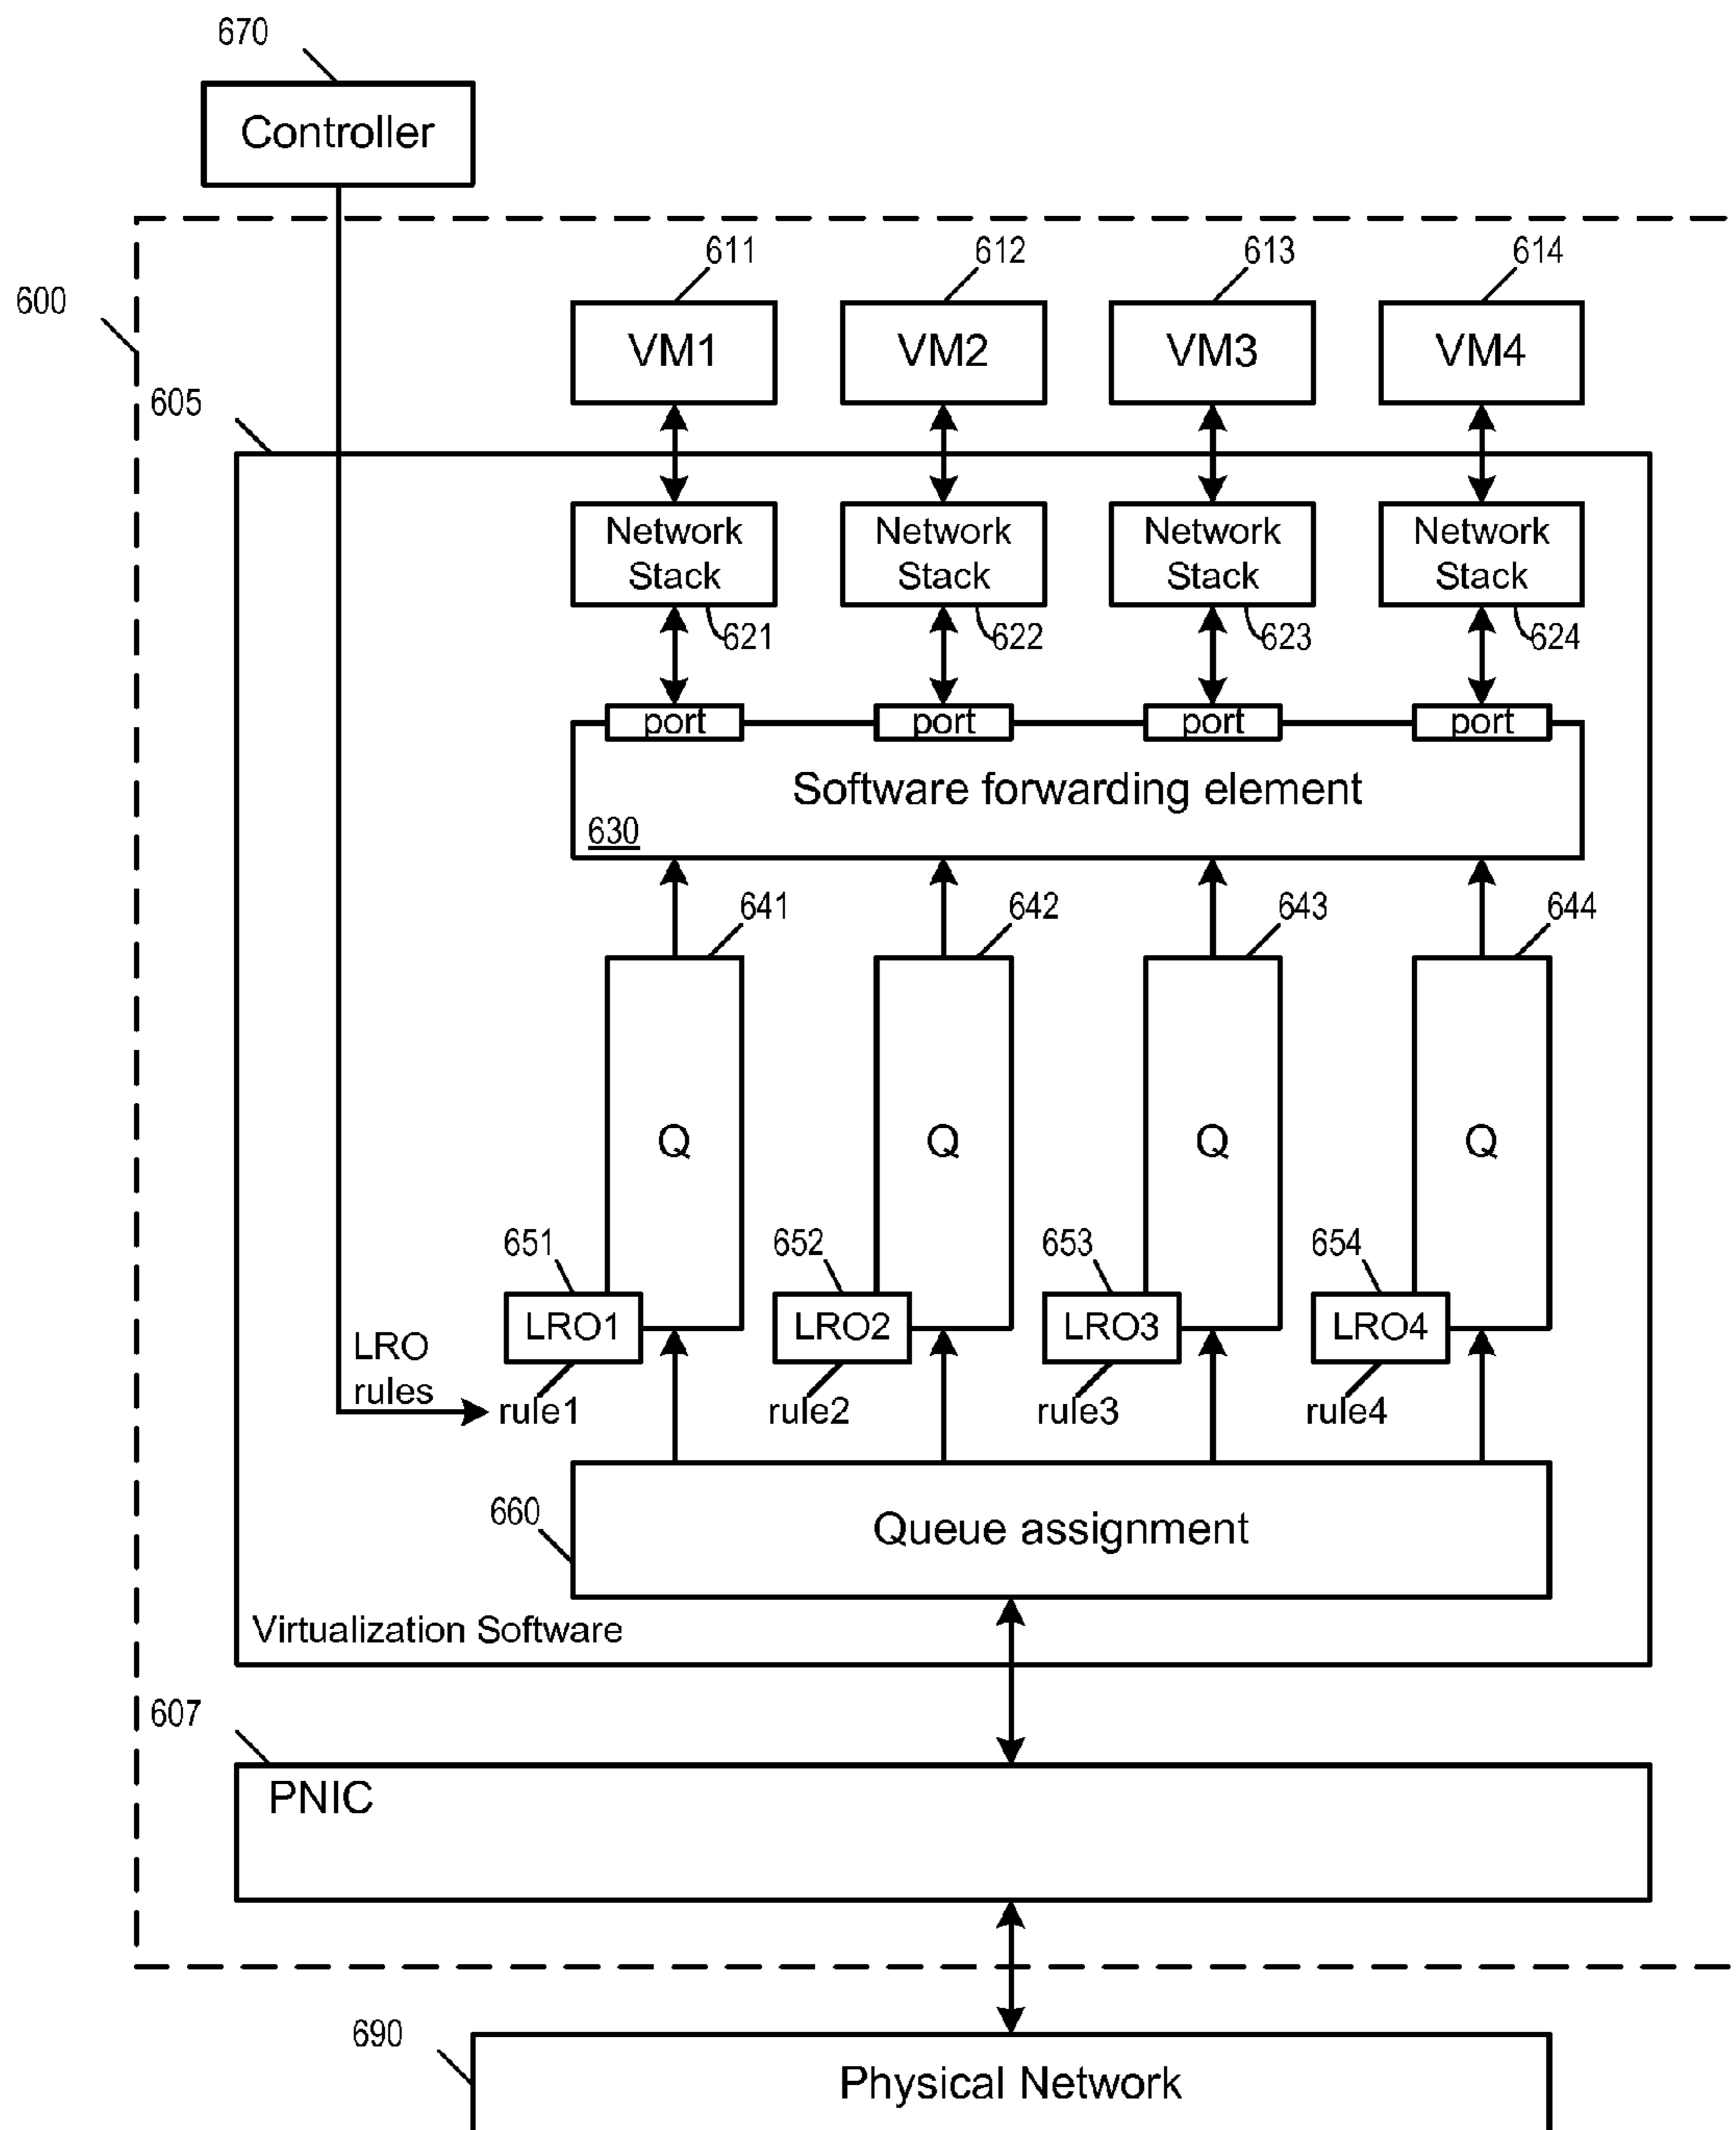 670
Controller
600
611
612
613
614
VM1
VM2
VM3
VM4
605
Network
Stack
Network
Stack
Network
Stack
Network
Stack
621
622
623
624
port
port
port
port
Software forwarding element
630
641
642
643
644
Q
Q
Q
Q
651
652
653
654
LRO1
LRO2
LRO3
LRO4
LRO
rules
rule1
rule2
rule3
rule4
660
Queue assignment
Virtualization Software
607
PNIC
690
Physical Network